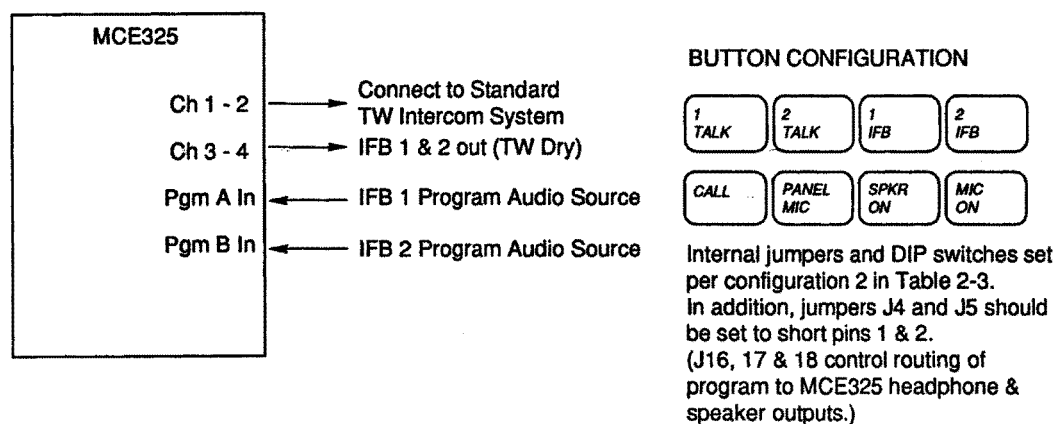 MCE325
Ch 1 - 2
Connect to Standard
TW Intercom System
Ch 3 - 4
IFB 1 & 2 out (TW Dry)
Pgm A In
IFB 1 Program Audio Source
Pgm B In
IFB 2 Program Audio Source
BUTTON CONFIGURATION
1
TALK
2
TALK
1
IFB
2
IFB
CALL
PANEL
MIC
SPKR
ON
MIC
ON
Internal jumpers and DIP switches set
per configuration 2 in Table 2-3.
In addition, jumpers J4 and J5 should
be set to short pins 1 & 2.
(J16, 17 & 18 control routing of
program to MCE325 headphone &
speaker outputs.)